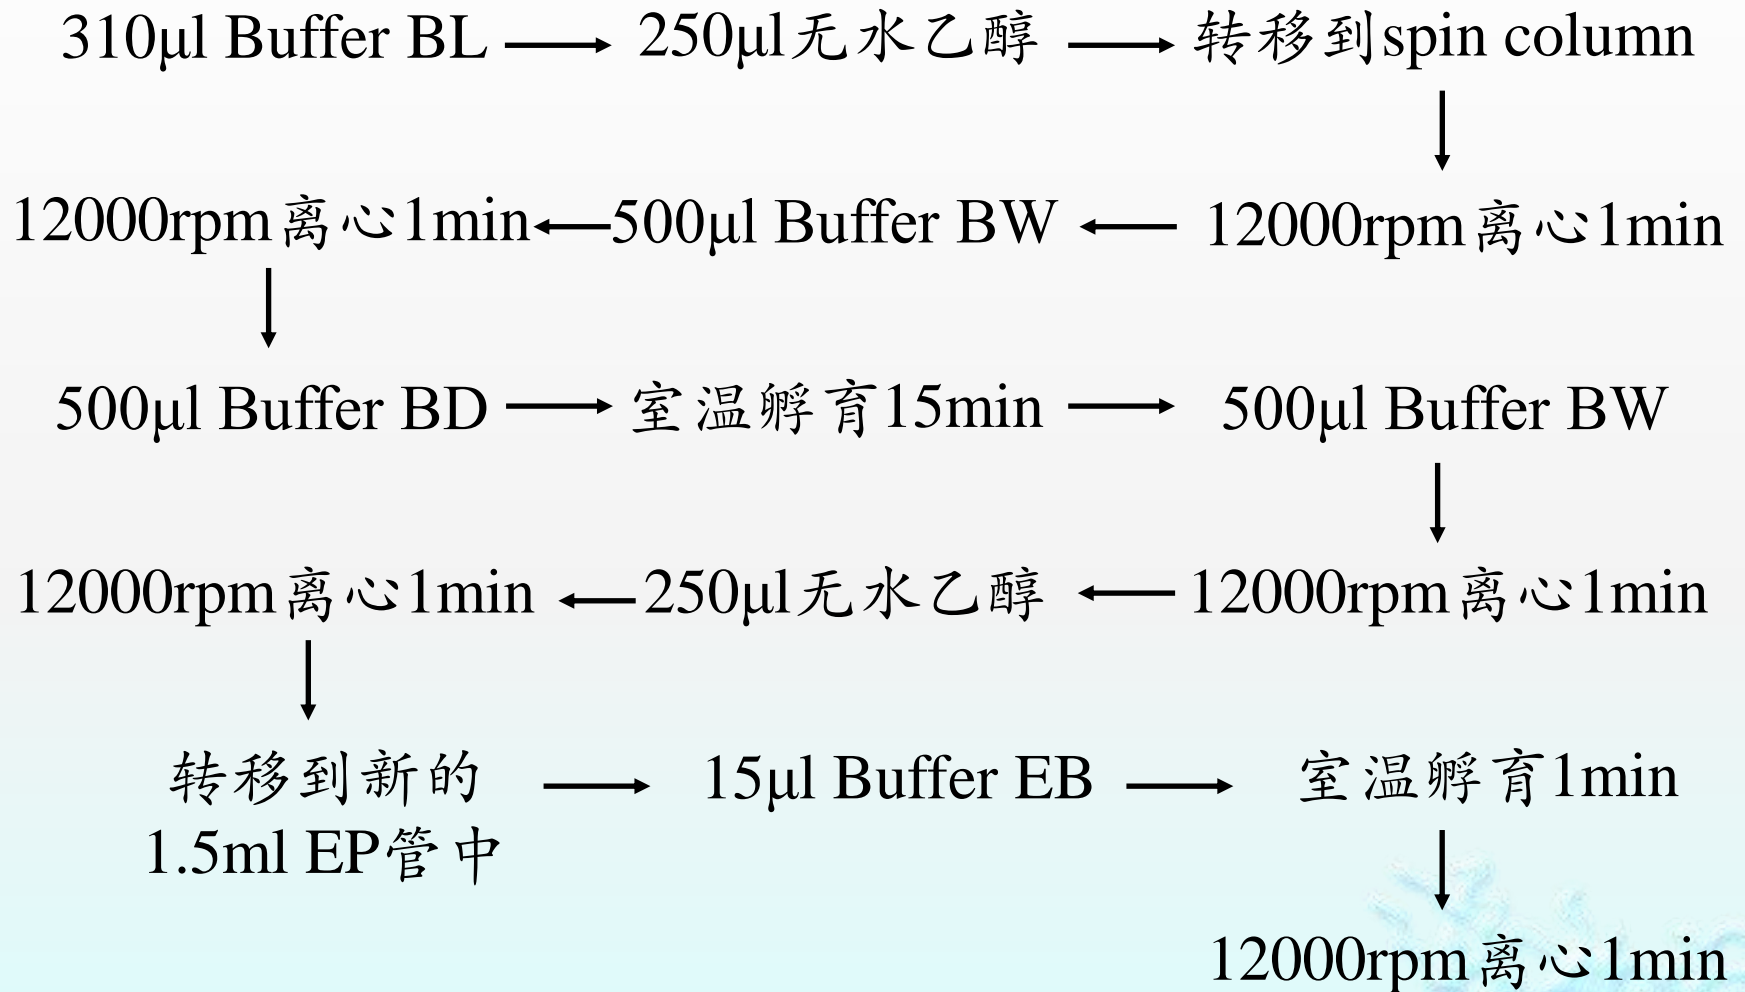 310μl Buffer BL → 250μl无水乙醇 → 转移到spin column
↓
12000rpm离心1min ← 500μl Buffer BW ← 12000rpm离心1min
↓
500μl Buffer BD → 室温孵育15min → 500μl Buffer BW
↓
12000rpm离心1min ← 250μl无水乙醇 ← 12000rpm离心1min
↓
转移到新的 → 15μl Buffer EB → 室温孵育1min
1.5ml EP管中
↓
12000rpm离心1min